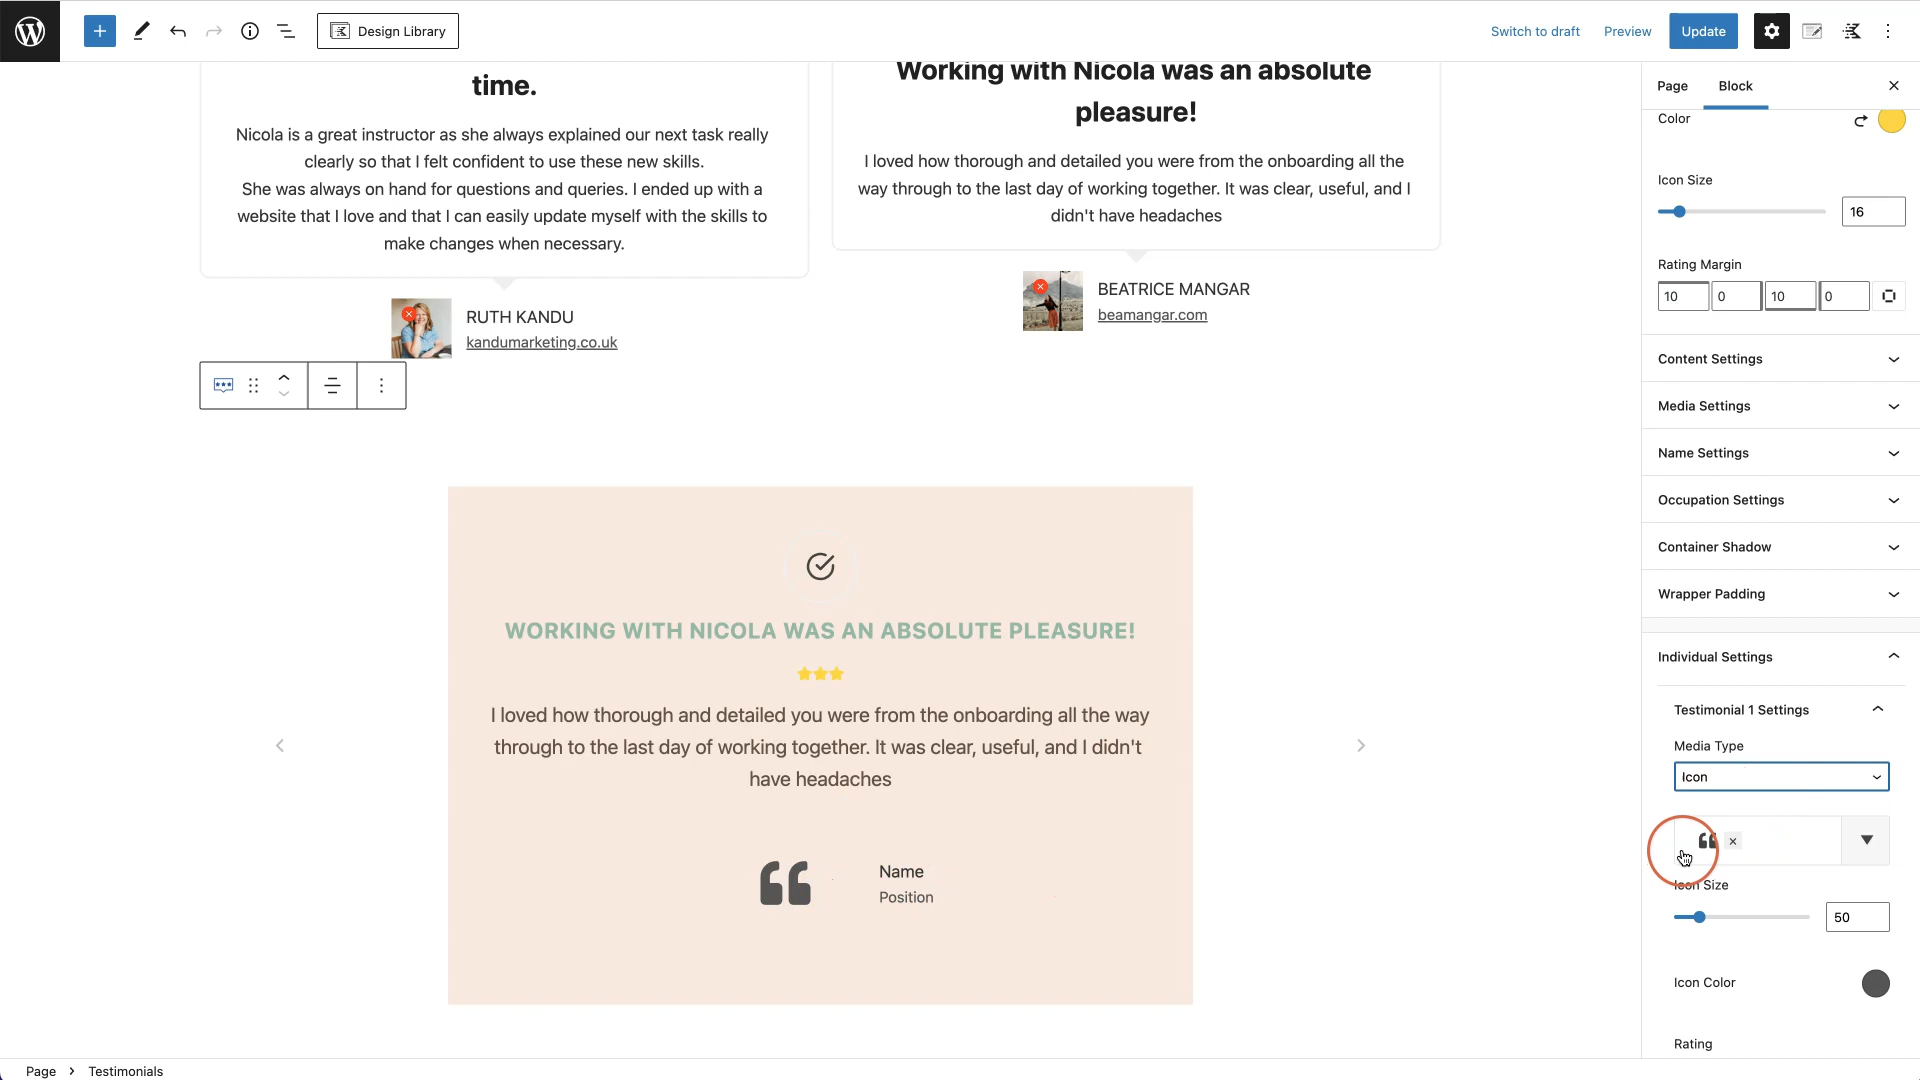 Design Library
Switch to draft
Preview
Update
time.
Nicola is a great instructor as she always explained our next task really
clearly so that I felt confident to use these new skills.
She was always on hand for questions and queries. I ended up with a
website that I love and that I can easily update myself with the skills to
make changes when necessary.
RUTH KANDU
kandumarketing.co.uk
Working with Nicola was an absolute
pleasure!
I loved how thorough and detailed you were from the onboarding all the
way through to the last day of working together. It was clear, useful, and I
didn't have headaches
BEATRICE MANGAR
beamangar.com
WORKING WITH NICOLA WAS AN ABSOLUTE PLEASURE!
I loved how thorough and detailed you were from the onboarding all the way
through to the last day of working together. It was clear, useful, and I didn't
have headaches
Name
Position
Page
Block
Color
Icon Size
16
Rating Margin
10
0
10
0
Content Settings
Media Settings
Name Settings
Occupation Settings
Container Shadow
Wrapper Padding
Individual Settings
Testimonial 1 Settings
Media Type
Icon
Icon Size
50
Icon Color
Rating
Page > Testimonials